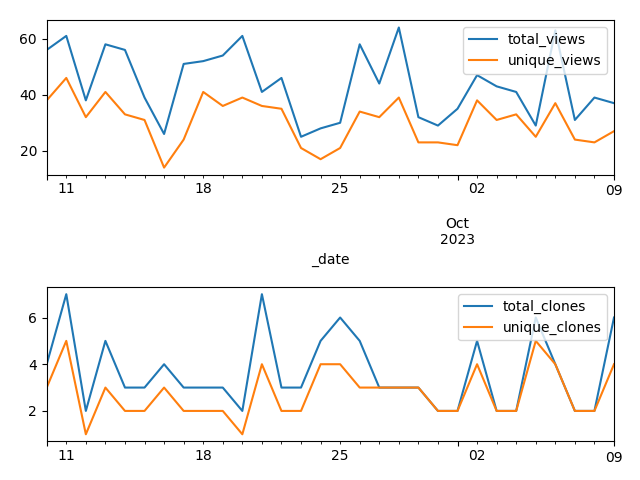 60
40
20
total_views
unique_views
11 18 25 02 09
Oct
2023
_date
6
4
2
total_clones
unique_clones
11 18 25 02 09